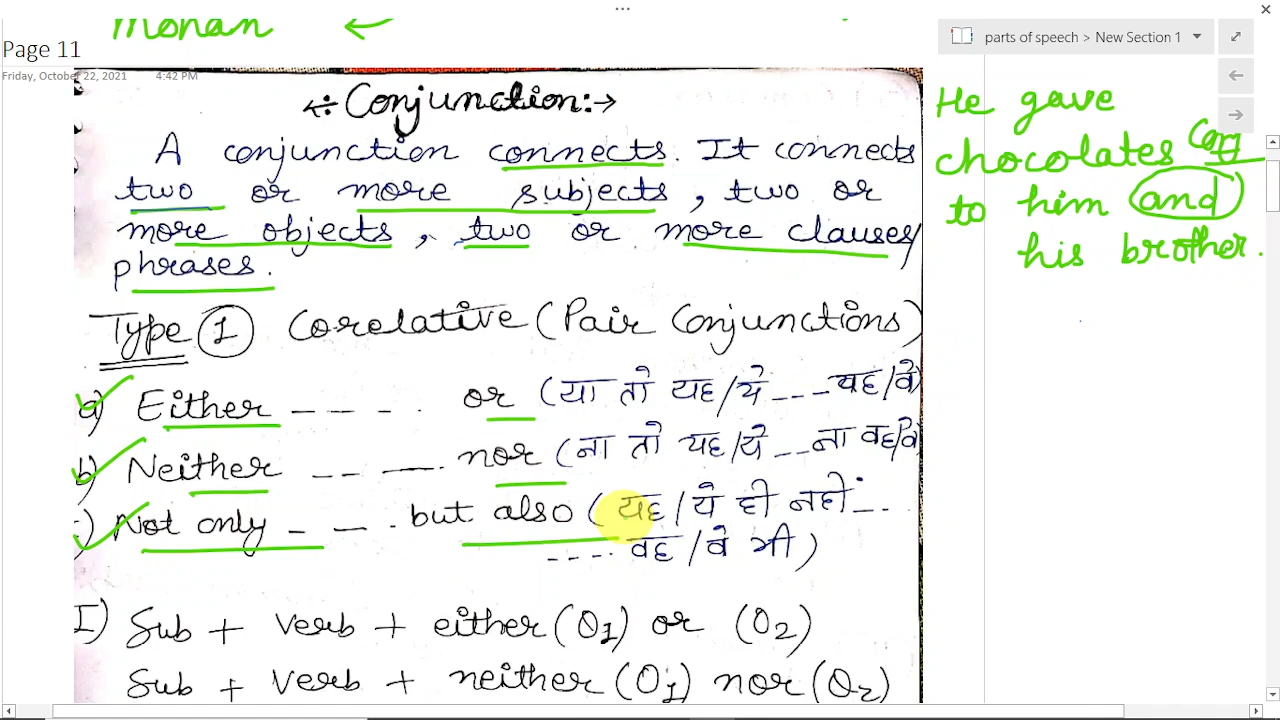 Mohan
Page 11
Friday, October 22, 2021 4:42 PM
parts of speech > New Section 1
÷ Conjunction:→
A conjunction connects. It connects
two or more subjects, two or
more objects, two or more clauses/
phrases.
Type 1 Corelative (Pair Conjunctions)
a) Either ---- or (या तो यह/ये ---यह/वे)
b) Neither ---- nor (ना तो यह/ये --ना वह/वे)
c) Not only --. but also (यह/ये ही नहीं --
---- वह/वे भी)
I) Sub + verb + either (O1) or (O2)
Sub + verb + neither (O1) nor (O2)
He gave
chocolates Conj
to him and
his brother.